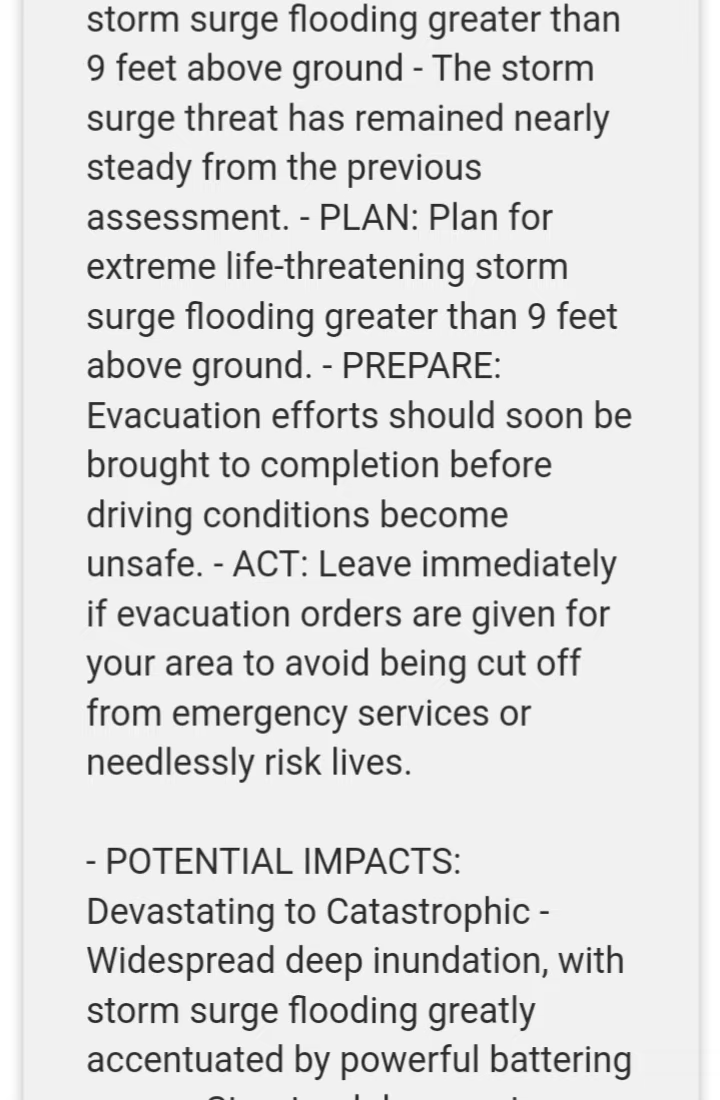 storm surge flooding greater than
9 feet above ground - The storm
surge threat has remained nearly
steady from the previous
assessment. - PLAN: Plan for
extreme life-threatening storm
surge flooding greater than 9 feet
above ground. - PREPARE:
Evacuation efforts should soon be
brought to completion before
driving conditions become
unsafe. - ACT: Leave immediately
if evacuation orders are given for
your area to avoid being cut off
from emergency services or
needlessly risk lives.
- POTENTIAL IMPACTS:
Devastating to Catastrophic -
Widespread deep inundation, with
storm surge flooding greatly
accentuated by powerful battering